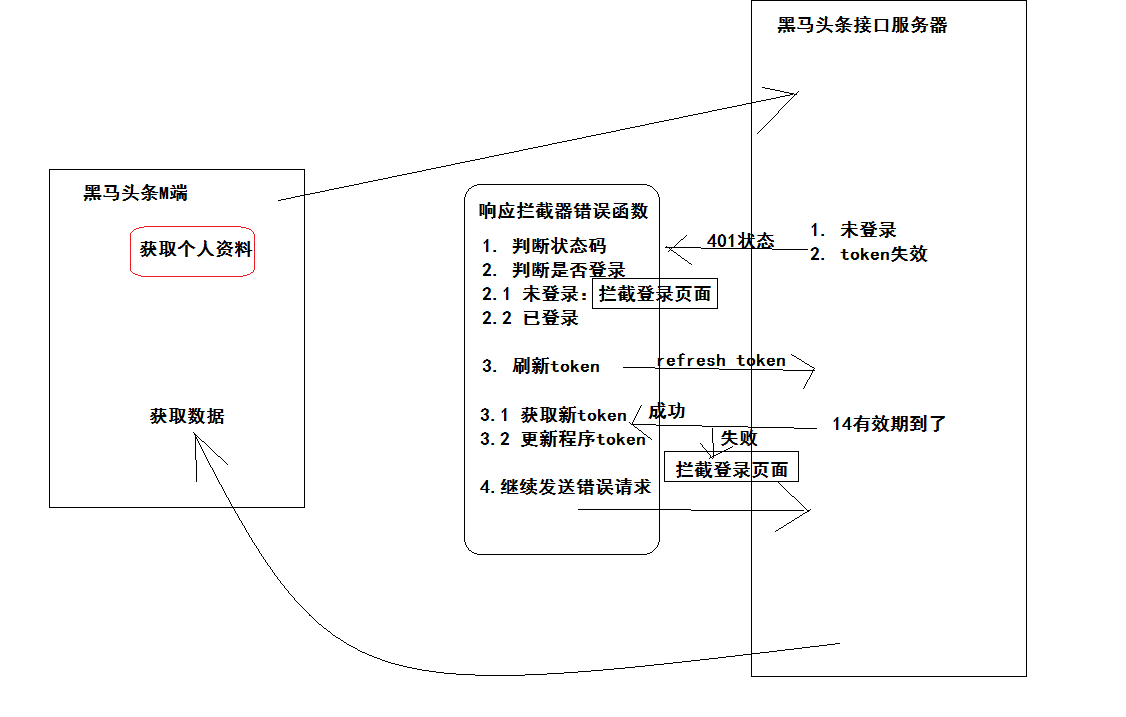 黑马头条接口服务器
黑马头条M端
获取个人资料
获取数据
响应拦截器错误函数
1. 判断状态码
2. 判断是否登录
2.1 未登录：拦截登录页面
2.2 已登录
3. 刷新token
3.1 获取新token
3.2 更新程序token
4.继续发送错误请求
401状态
1. 未登录
2. token失效
refresh token
成功
14有效期到了
失败
拦截登录页面